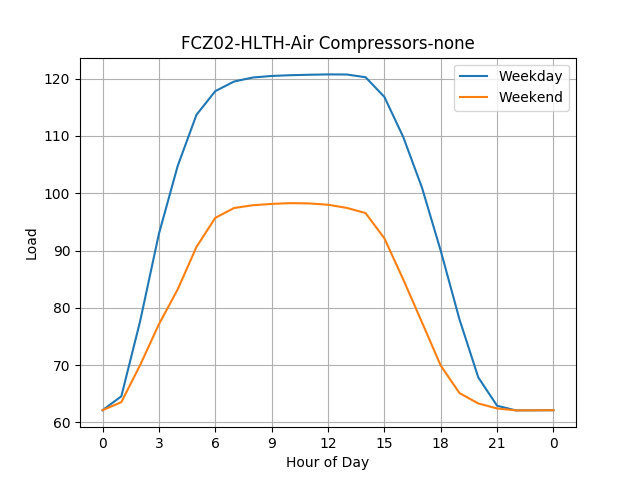 FCZ02-HLTH-Air Compressors-none
Weekday
Weekend
120
110
100
90
80
70
60
Load
0 3 6 9 12 15 18 21 0
Hour of Day